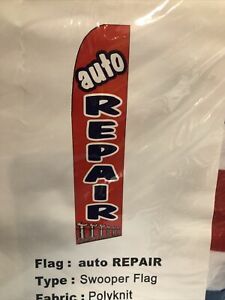 auto
REPAIR
Flag : auto REPAIR
Type : Swooper Flag
Fabric : Polyknit